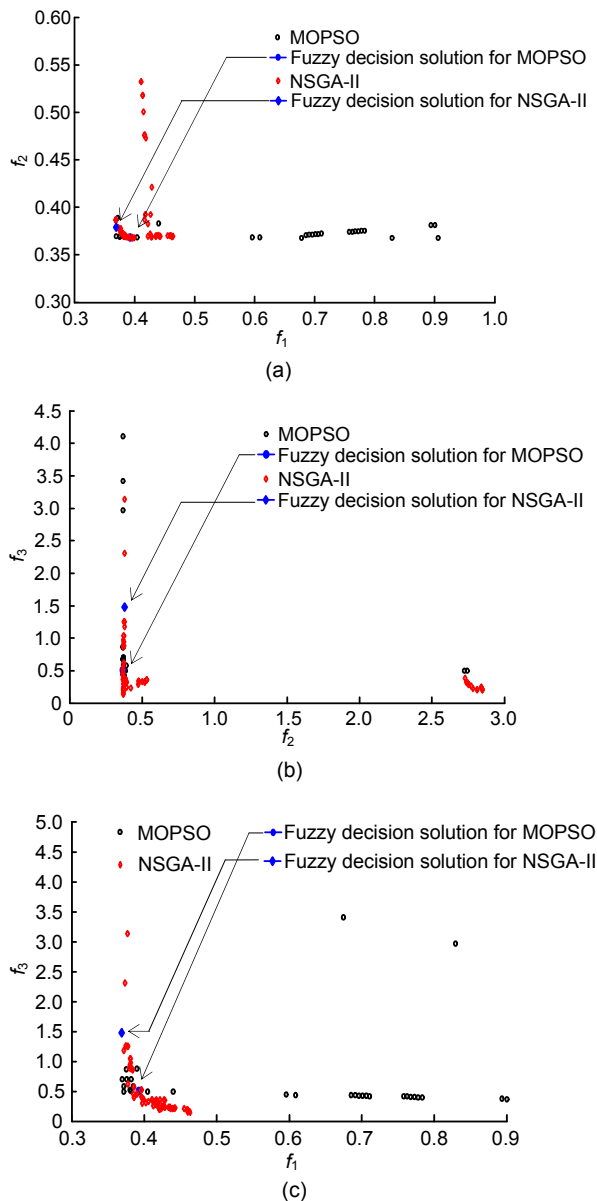 0.60
0.55
0.50
0.45
0.40
0.35
0.30
f2
MOPSO
Fuzzy decision solution for MOPSO
NSGA-II
Fuzzy decision solution for NSGA-II
0.3 0.4 0.5 0.6 0.7 0.8 0.9 1.0
f1
(a)
4.5
4.0
3.5
3.0
2.5
2.0
1.5
1.0
0.5
0
f3
MOPSO
Fuzzy decision solution for MOPSO
NSGA-II
Fuzzy decision solution for NSGA-II
0 0.5 1.0 1.5 2.0 2.5 3.0
f2
(b)
5.0
4.5
4.0
3.5
3.0
2.5
2.0
1.5
1.0
0.5
0
f3
MOPSO
NSGA-II
Fuzzy decision solution for MOPSO
Fuzzy decision solution for NSGA-II
0.3 0.4 0.5 0.6 0.7 0.8 0.9
f1
(c)